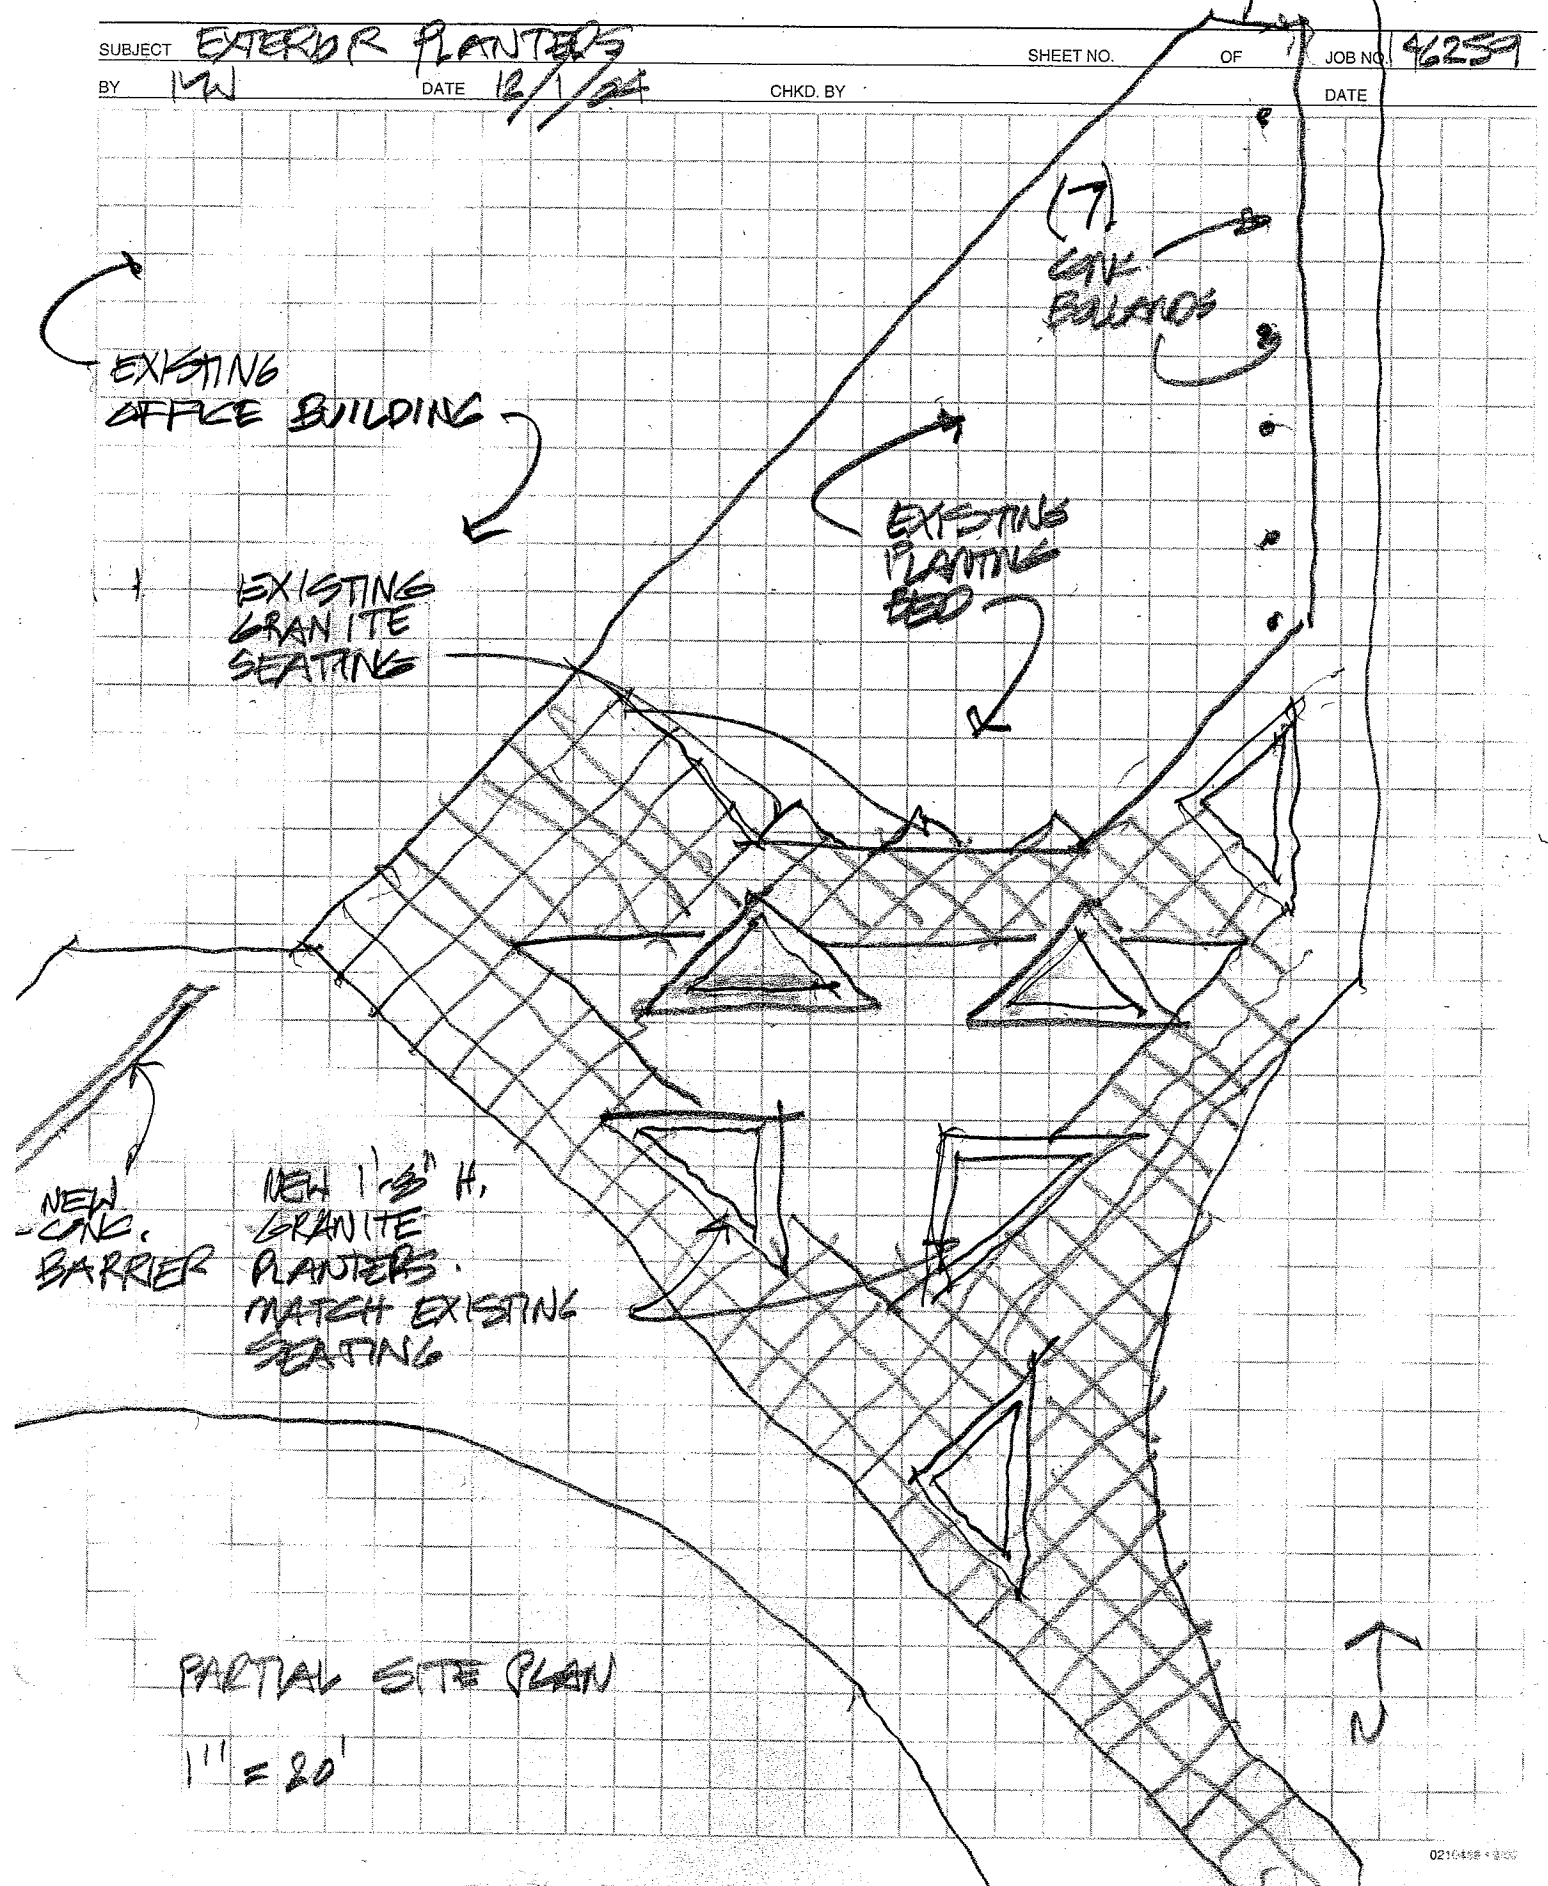 SUBJECT EXTERIOR PLANTERS SHEET NO. OF JOB NO. 46259
BY DATE 12/1/24 CHKD. BY DATE
(7)
CONC
BOLLARDS
EXISTING
OFFICE BUILDING
EXISTING
PLANTING
BED
EXISTING
GRANITE
SEATING
NEW
CONC.
BARRIER
NEW 1'-8" H.
GRANITE
PLANTERS.
MATCH EXISTING
SEATING
PARTIAL SITE PLAN
1" = 20'
N